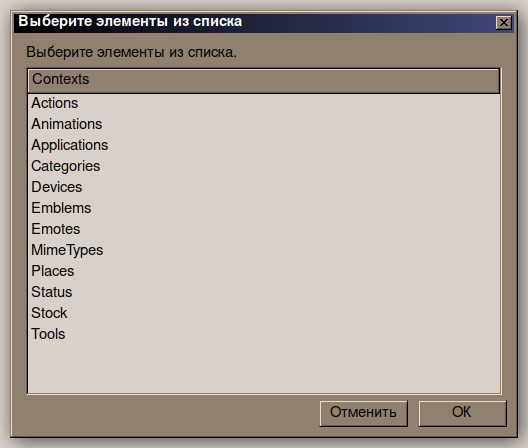 Выберите элементы из списка
Выберите элементы из списка.
Contexts
Actions
Animations
Applications
Categories
Devices
Emblems
Emotes
MimeTypes
Places
Status
Stock
Tools
Отменить
OK